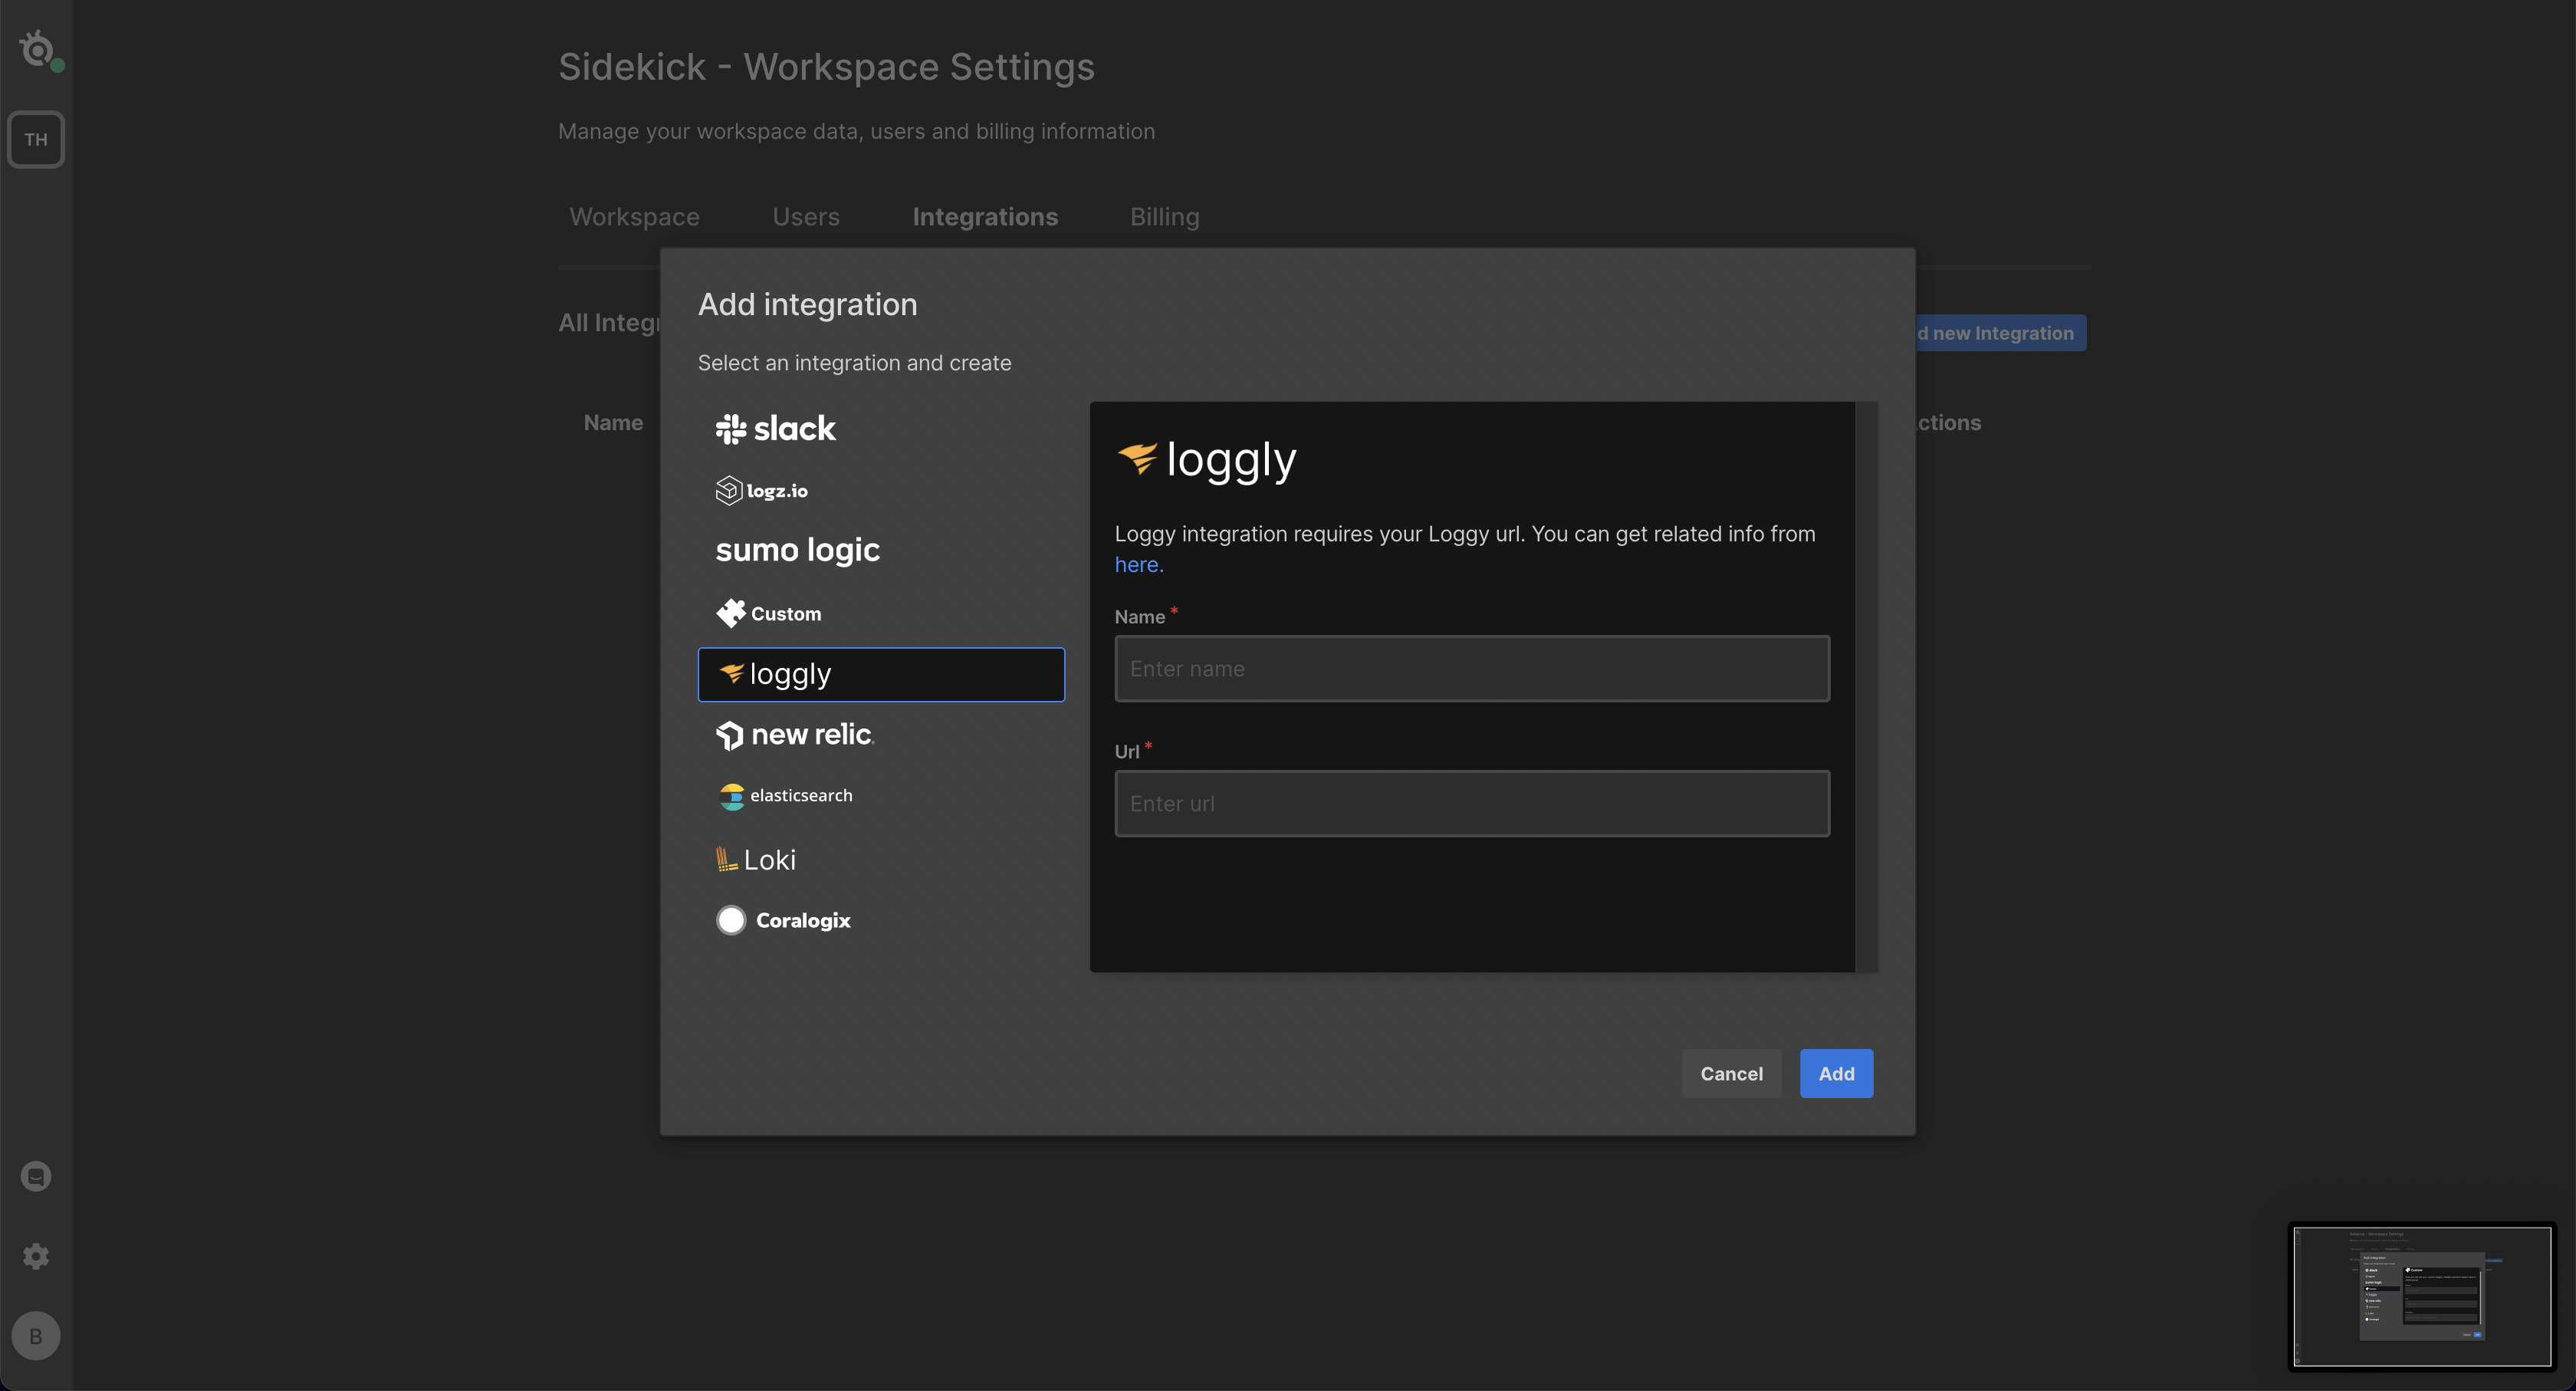 Sidekick - Workspace Settings
TH
Manage your workspace data, users and billing information
Workspace Users Integrations Billing
Add integration
All Integr
d new Integration
Select an integration and create
Name
ctions
slack
logz.io
sumo logic
Custom
loggly
new relic
elasticsearch
Loki
Coralogix
loggly
Loggy integration requires your Loggy url. You can get related info from
here.
Name *
Enter name
Url *
Enter url
Cancel Add
B